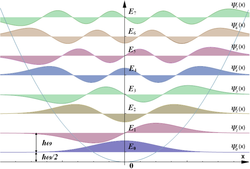 E₇ Ψ₇(x)
E₆ Ψ₆(x)
E₅ Ψ₅(x)
E₄ Ψ₄(x)
E₃ Ψ₃(x)
E₂ Ψ₂(x)
E₁ Ψ₁(x)
ħω
E₀ Ψ₀(x)
ħω/2
0 x